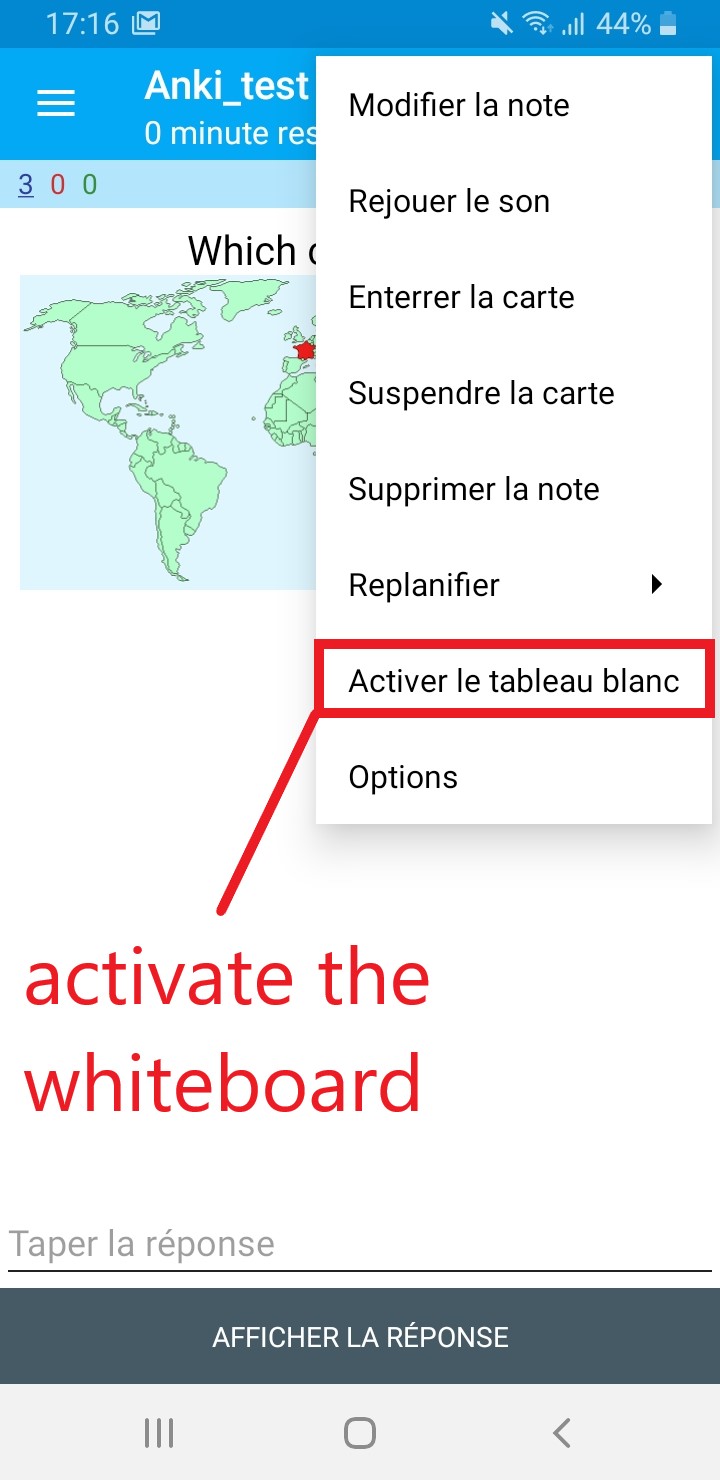 17:16 44%
Anki_test
0 minute res
3 0 0
Which
Modifier la note
Rejouer le son
Enterrer la carte
Suspendre la carte
Supprimer la note
Replanifier
Activer le tableau blanc
Options
activate the
whiteboard
Taper la réponse
AFFICHER LA RÉPONSE